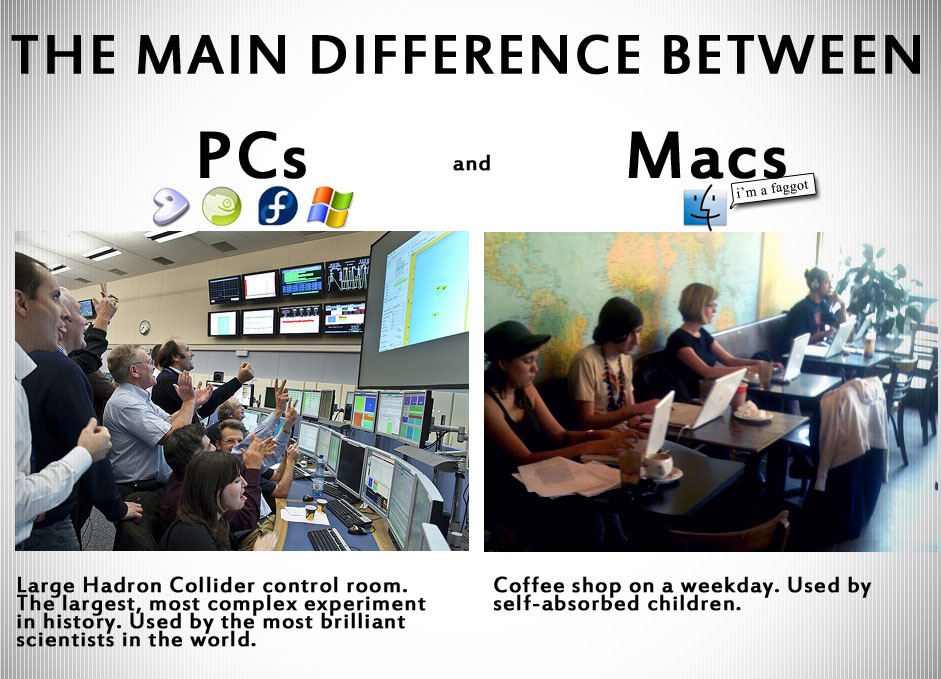 THE MAIN DIFFERENCE BETWEEN
PCs and Macs
i'm a faggot
Large Hadron Collider control room.
The largest, most complex experiment
in history. Used by the most brilliant
scientists in the world.
Coffee shop on a weekday. Used by
self-absorbed children.